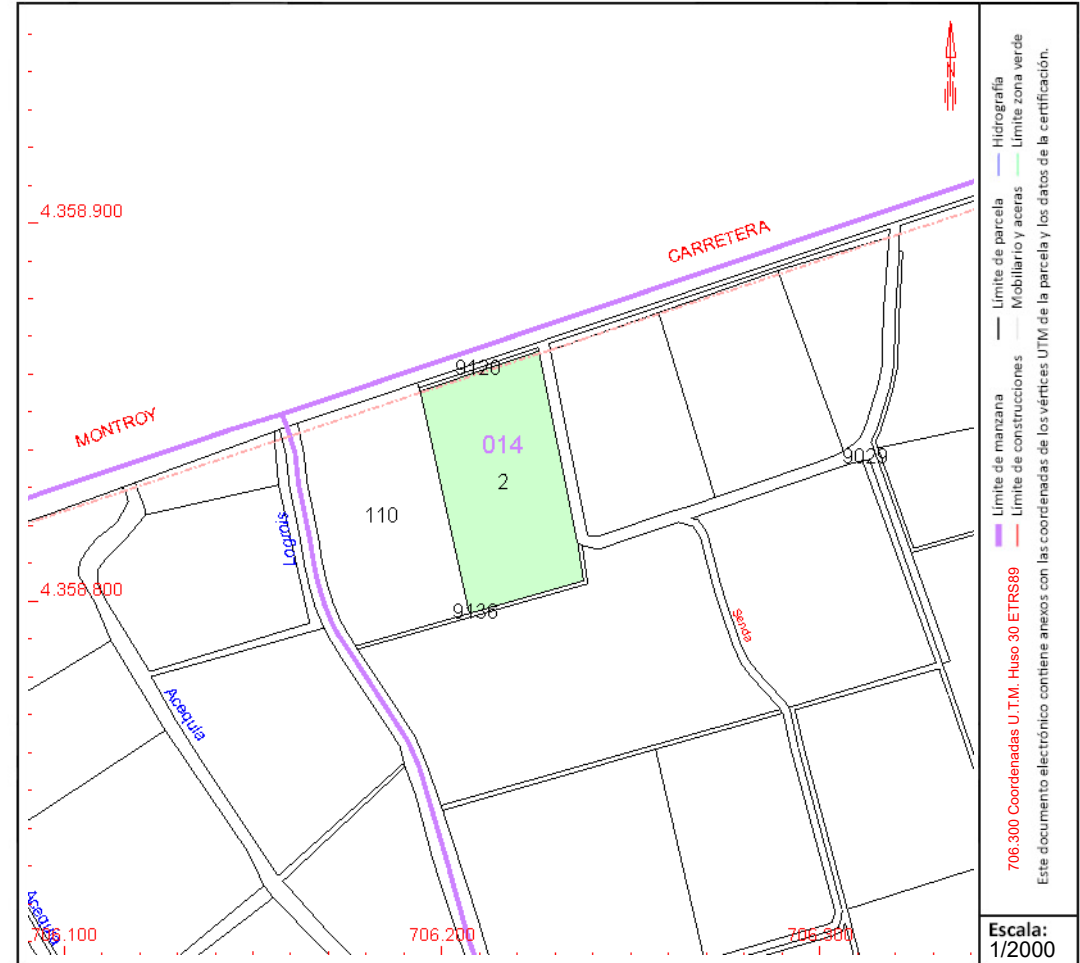 N
4.358.900
CARRETERA
9120
MONTROY
014
2
9029
110
Logrois
4.358.800
9136
Senda
Acequia
Acequia
706.100
706.200
706.300
Límite de manzana
Límite de parcela
Hidrografía
Límite de construcciones
Mobiliario y aceras
Límite zona verde
706.300 Coordenadas U.T.M. Huso 30 ETRS89
Este documento electrónico contiene anexos con las coordenadas de los vértices UTM de la parcela y los datos de la certificación.
Escala:
1/2000